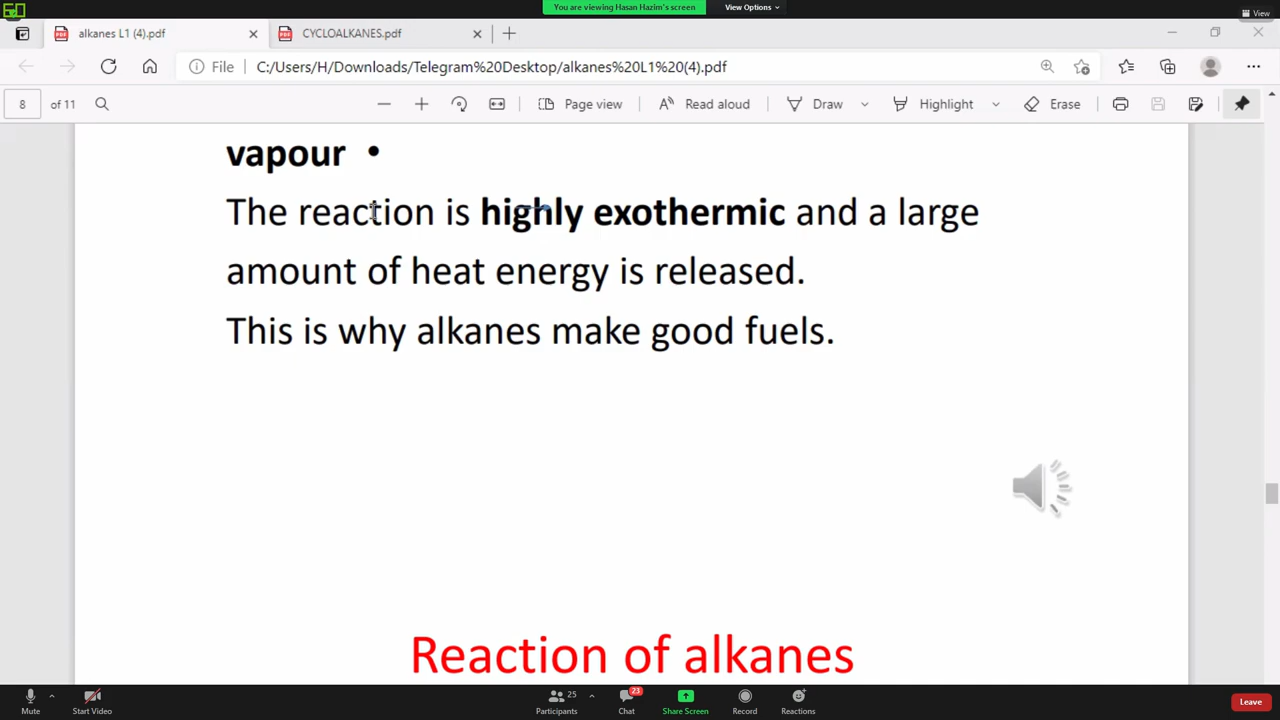 You are viewing Hasan Hazim's screen
View Options
View
alkanes L1 (4).pdf
CYCLOALKANES.pdf
File
C:/Users/H/Downloads/Telegram%20Desktop/alkanes%20L1%20(4).pdf
8 of 11
Page view
Read aloud
Draw
Highlight
Erase
vapour •
The reaction is highly exothermic and a large
amount of heat energy is released.
This is why alkanes make good fuels.
Reaction of alkanes
Mute
Start Video
25
Participants
23
Chat
Share Screen
Record
Reactions
Leave